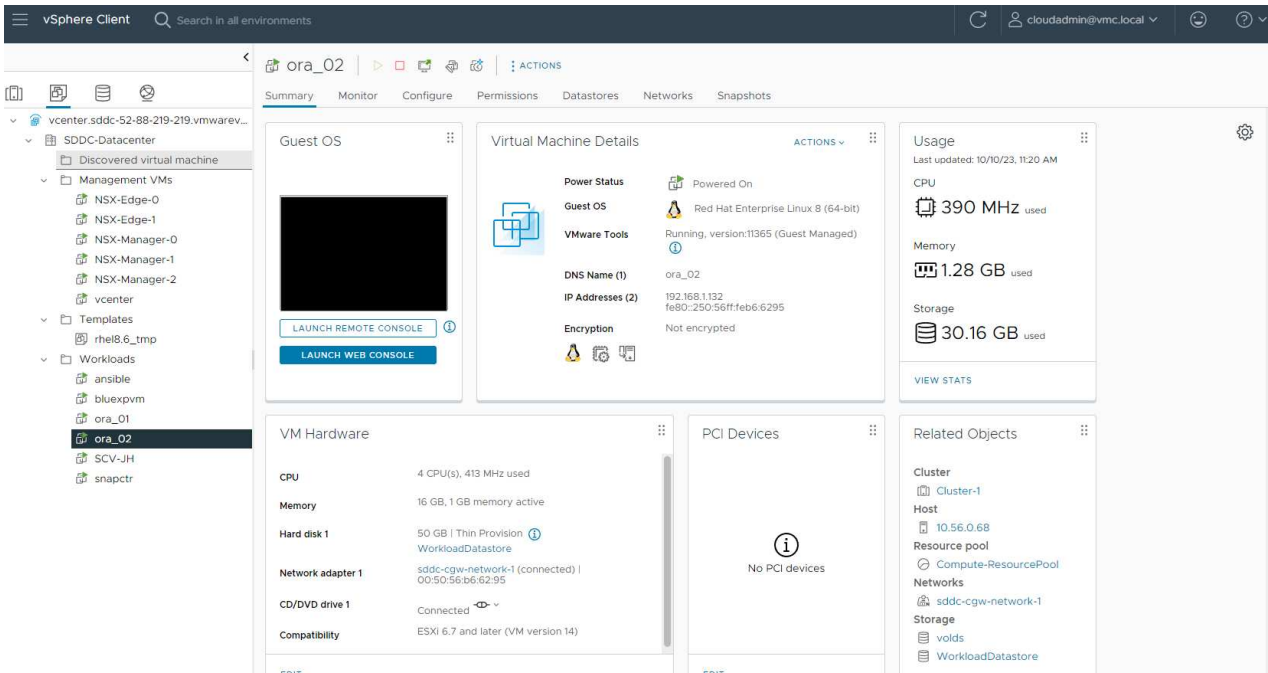 vSphere Client
Search in all environments
cloudadmin@vmc.local
vcenter.sddc-52-88-219-219.vmwarev...
SDDC-Datacenter
Discovered virtual machine
Management VMs
NSX-Edge-0
NSX-Edge-1
NSX-Manager-0
NSX-Manager-1
NSX-Manager-2
vcenter
Templates
rhel8.6_tmp
Workloads
ansible
bluexpvm
ora_01
ora_02
SCV-JH
snapctr
ora_02
ACTIONS
Summary Monitor Configure Permissions Datastores Networks Snapshots
Guest OS
LAUNCH REMOTE CONSOLE
LAUNCH WEB CONSOLE
Virtual Machine Details
ACTIONS
Power Status Powered On
Guest OS Red Hat Enterprise Linux 8 (64-bit)
VMware Tools Running, version:11365 (Guest Managed)
DNS Name (1) ora_02
IP Addresses (2) 192.168.1.132
fe80::250:56ff:feb6:6295
Encryption Not encrypted
Usage
Last updated: 10/10/23, 11:20 AM
CPU
390 MHz used
Memory
1.28 GB used
Storage
30.16 GB used
VIEW STATS
VM Hardware
CPU 4 CPU(s), 413 MHz used
Memory 16 GB, 1 GB memory active
Hard disk 1 50 GB | Thin Provision
WorkloadDatastore
Network adapter 1 sddc-cgw-network-1 (connected) |
00:50:56:b6:62:95
CD/DVD drive 1 Connected
Compatibility ESXi 6.7 and later (VM version 14)
PCI Devices
No PCI devices
Related Objects
Cluster
Cluster-1
Host
10.56.0.68
Resource pool
Compute-ResourcePool
Networks
sddc-cgw-network-1
Storage
volds
WorkloadDatastore